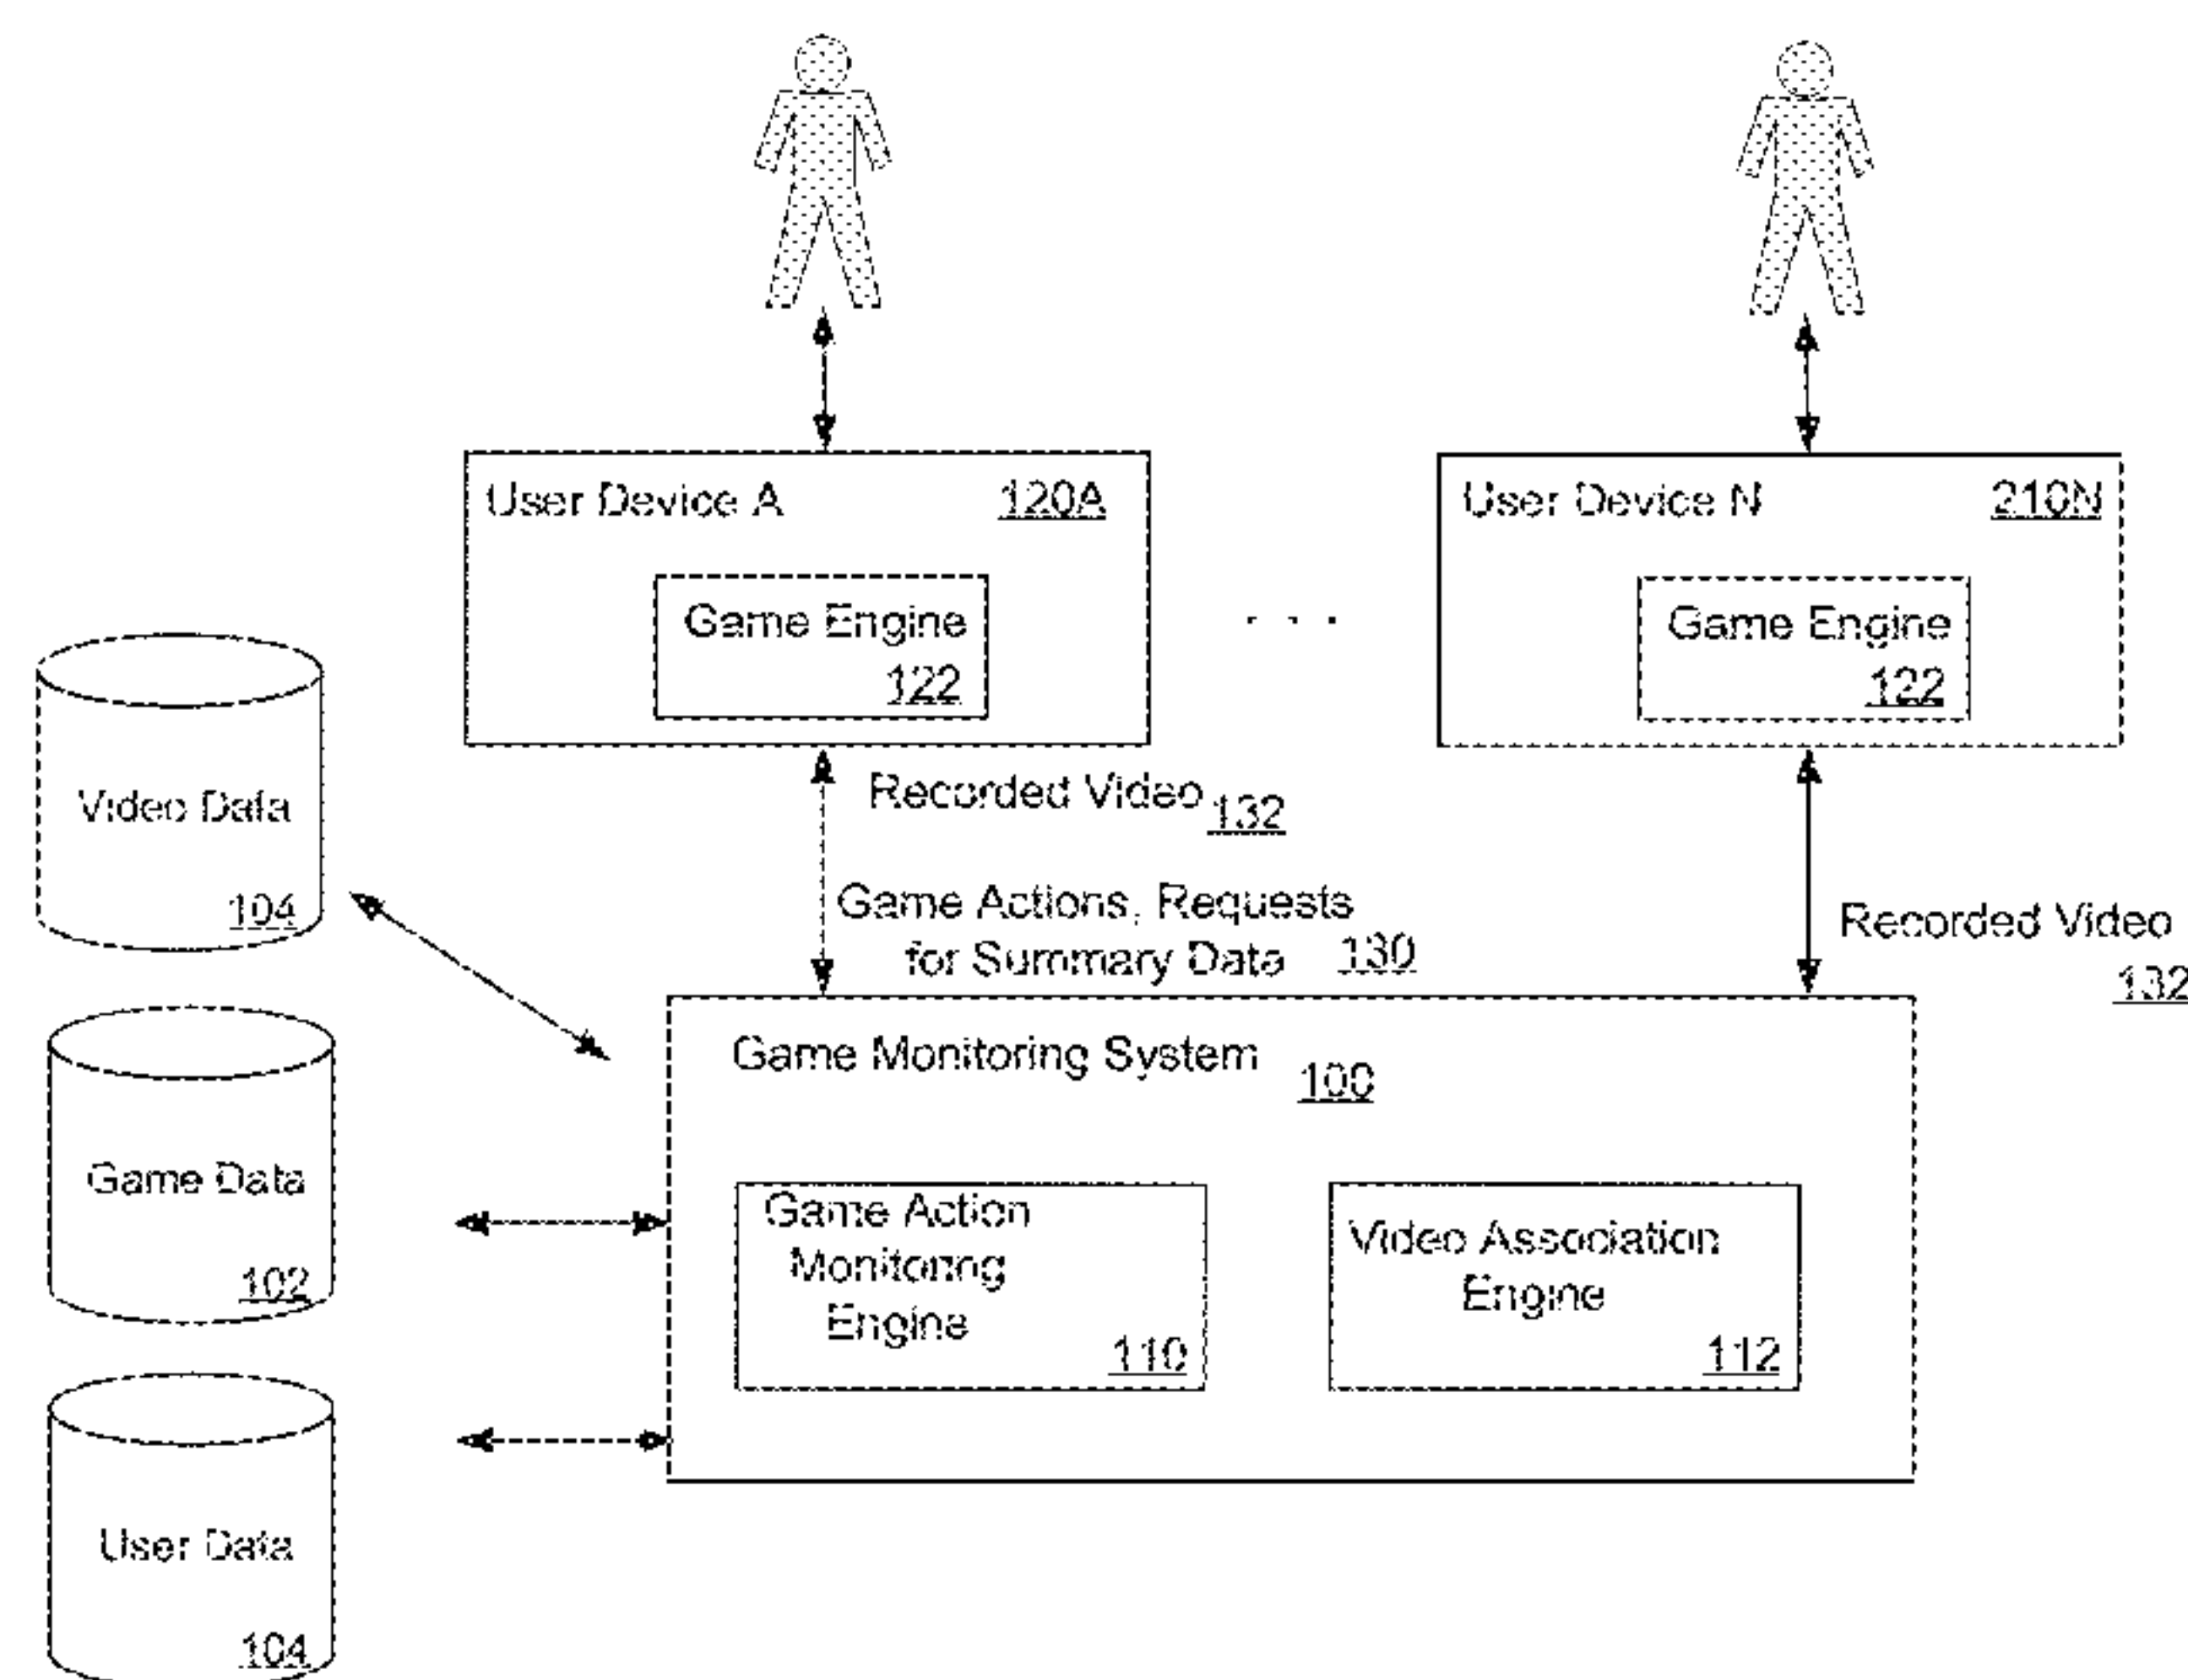 User Device A 120A
Game Engine
122
. . .
User Device N 210N
Game Engine
122
Video Data
104
Recorded Video 132
Game Actions, Requests
for Summary Data 130
Recorded Video
132
Game Data
102
User Data
104
Game Monitoring System 100
Game Action
Monitoring
Engine
110
Video Association
Engine
112